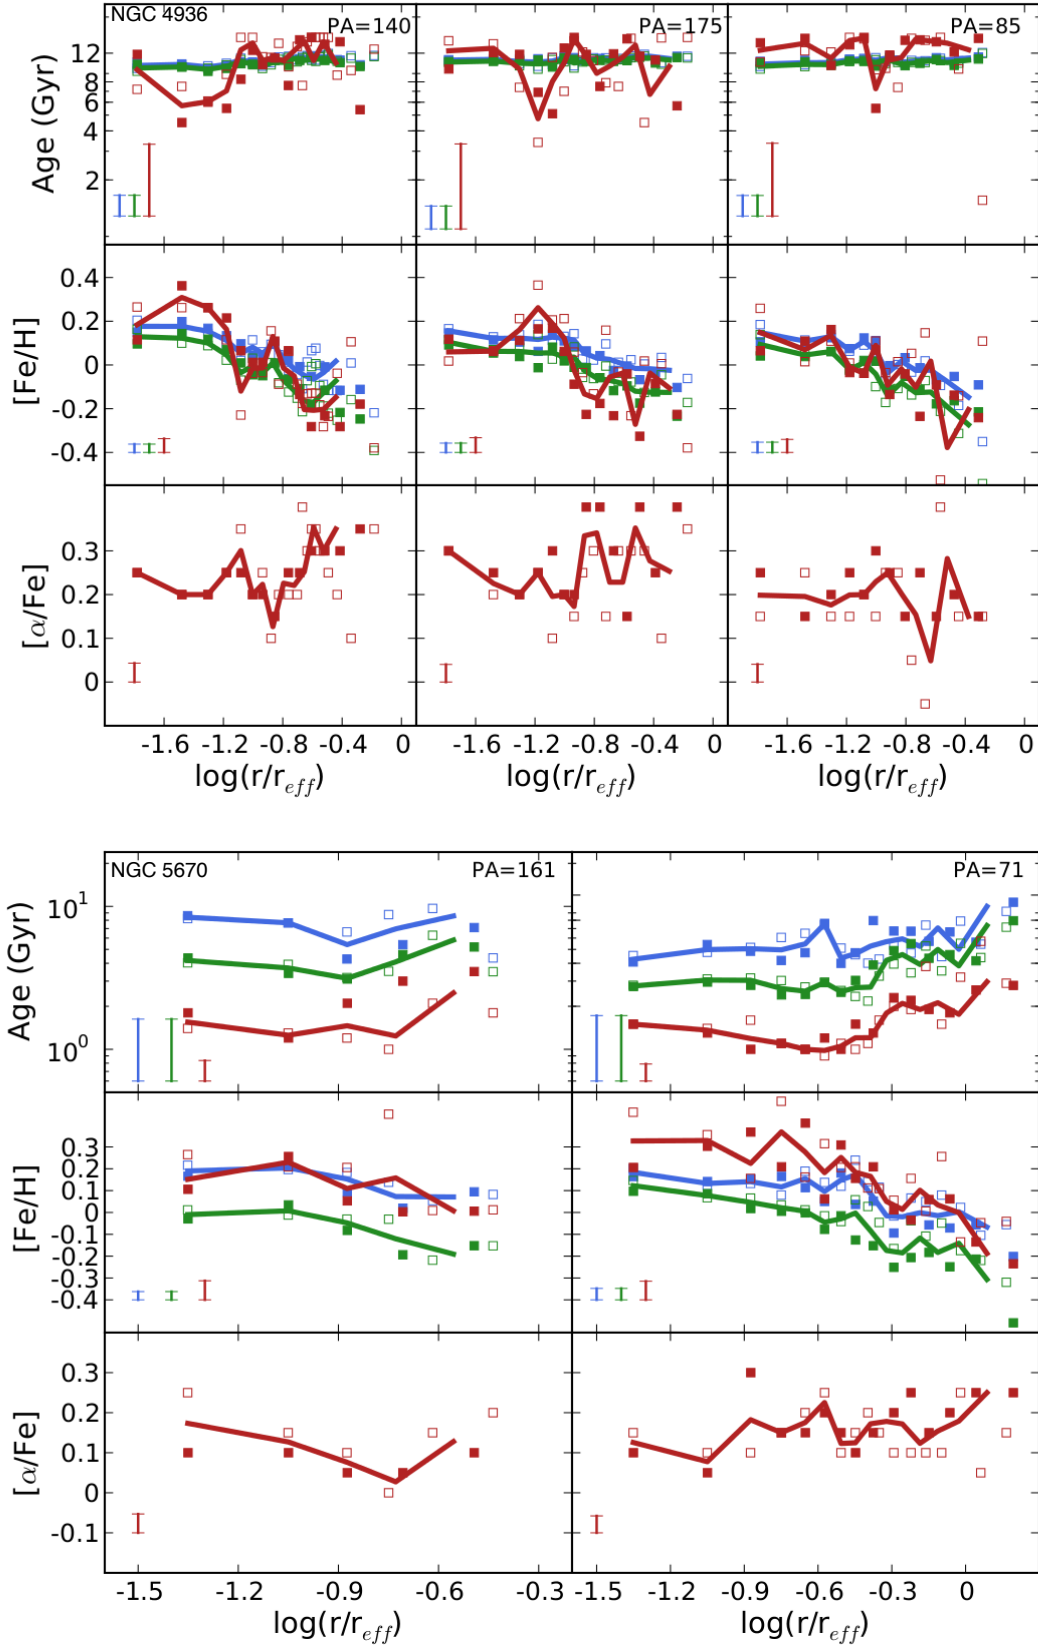 NGC 4936 PA=140 PA=175 PA=85
Age (Gyr)
12
8
6
4
2
[Fe/H]
0.4
0.2
0
-0.2
-0.4
[α/Fe]
0.3
0.2
0.1
0
-1.6 -1.2 -0.8 -0.4 0 -1.6 -1.2 -0.8 -0.4 0 -1.6 -1.2 -0.8 -0.4 0
log(r/r_eff) log(r/r_eff) log(r/r_eff)
NGC 5670 PA=161 PA=71
Age (Gyr)
10^1
10^0
[Fe/H]
0.3
0.2
0.1
0
-0.1
-0.2
-0.3
-0.4
[α/Fe]
0.3
0.2
0.1
0
-0.1
-1.5 -1.2 -0.9 -0.6 -0.3 -1.5 -1.2 -0.9 -0.6 -0.3 0
log(r/r_eff) log(r/r_eff)